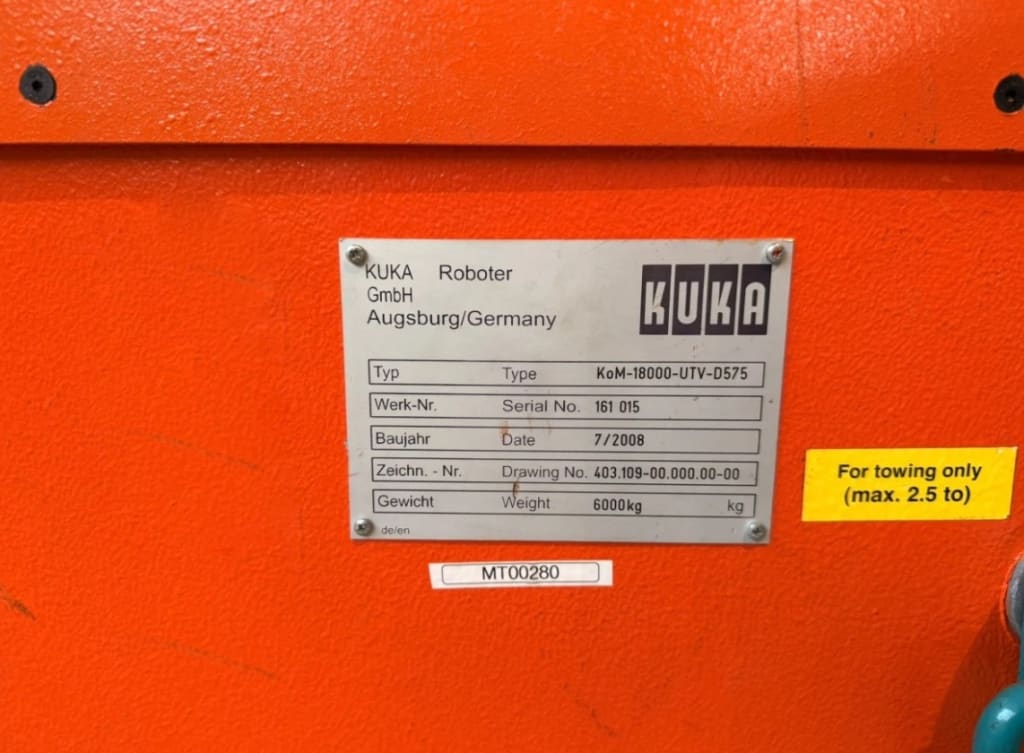 KUKA Roboter
GmbH
Augsburg/Germany
KUKA
Typ Type KoM-18000-UTV-D575
Werk-Nr. Serial No. 161 015
Baujahr Date 7/2008
Zeichn. - Nr. Drawing No. 403.109-00.000.00-00
Gewicht Weight 6000kg kg
de/en
MT00280
For towing only
(max. 2.5 to)